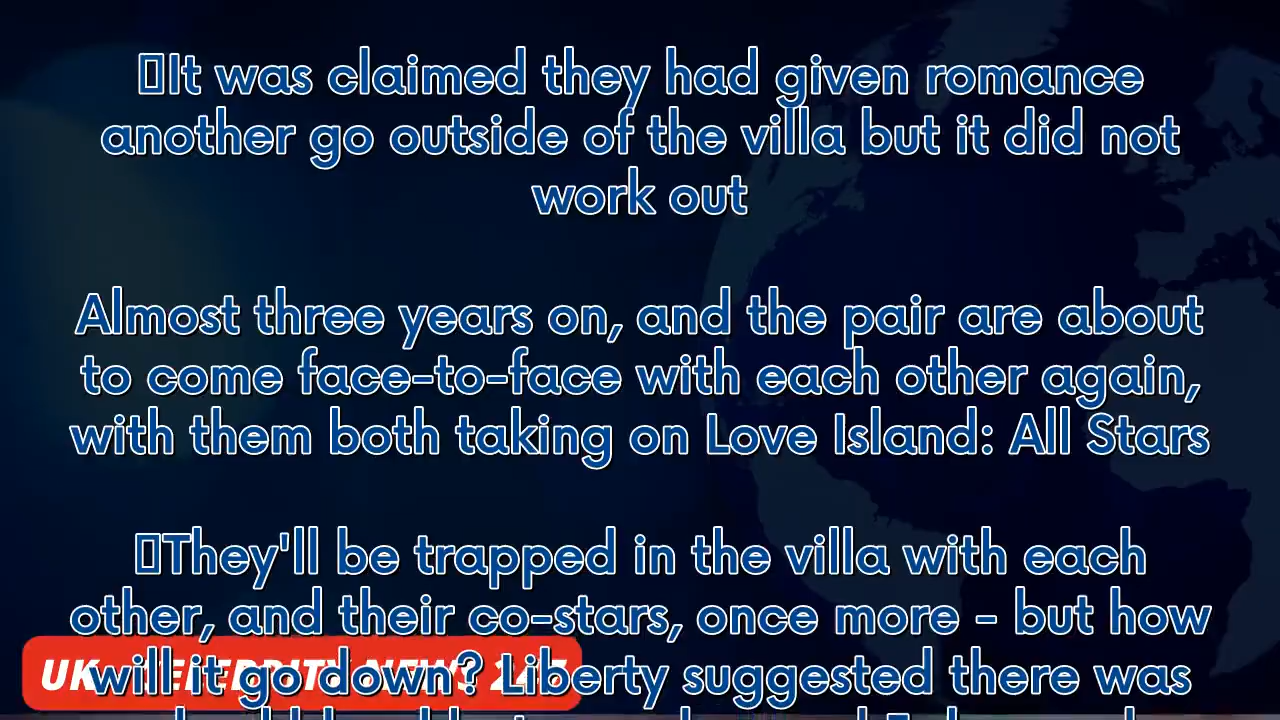 It was claimed they had given romance
another go outside of the villa but it did not
work out
Almost three years on, and the pair are about
to come face-to-face with each other again,
with them both taking on Love Island: All Stars
They'll be trapped in the villa with each
other, and their co-stars, once more - but how
will it go down? Liberty suggested there was
UK